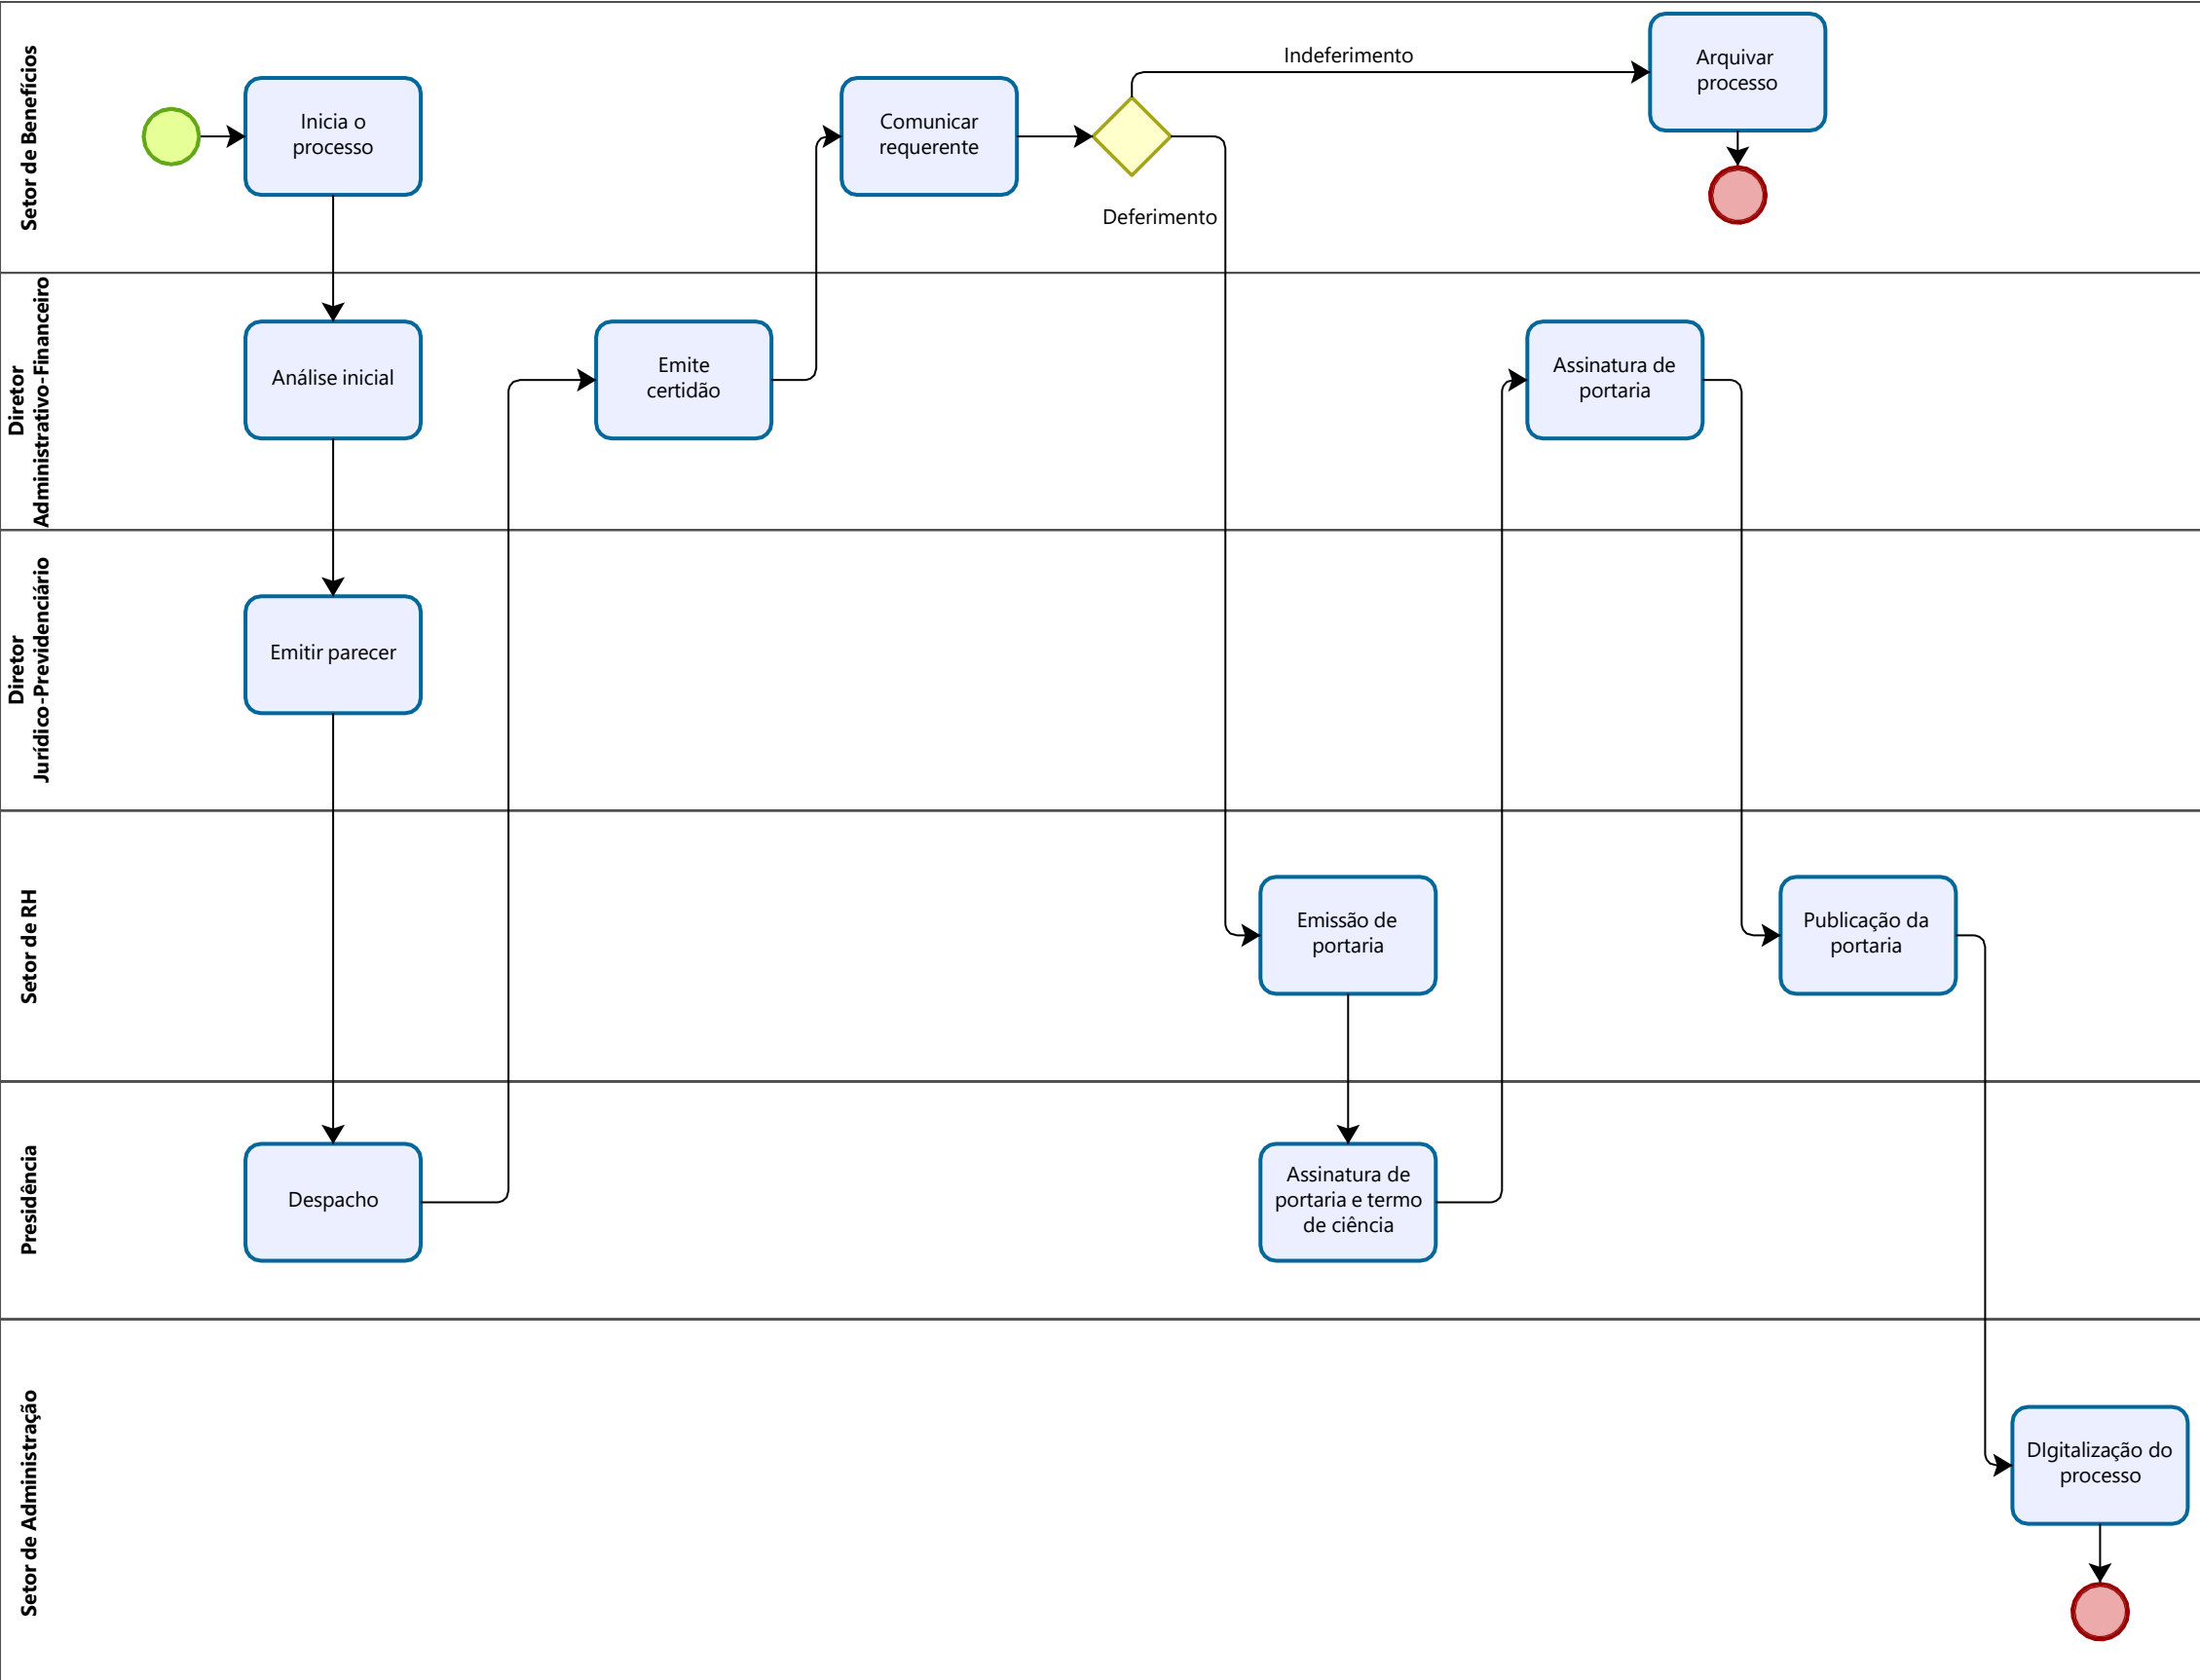 Setor de Benefícios
Inicia o
processo
Comunicar
requerente
Indeferimento
Deferimento
Arquivar
processo
Diretor
Administrativo-Financeiro
Análise inicial
Emite
certidão
Assinatura de
portaria
Diretor
Jurídico-Previdenciário
Emitir parecer
Setor de RH
Emissão de
portaria
Publicação da
portaria
Presidência
Despacho
Assinatura de
portaria e termo
de ciência
Setor de Administração
DIgitalização do
processo